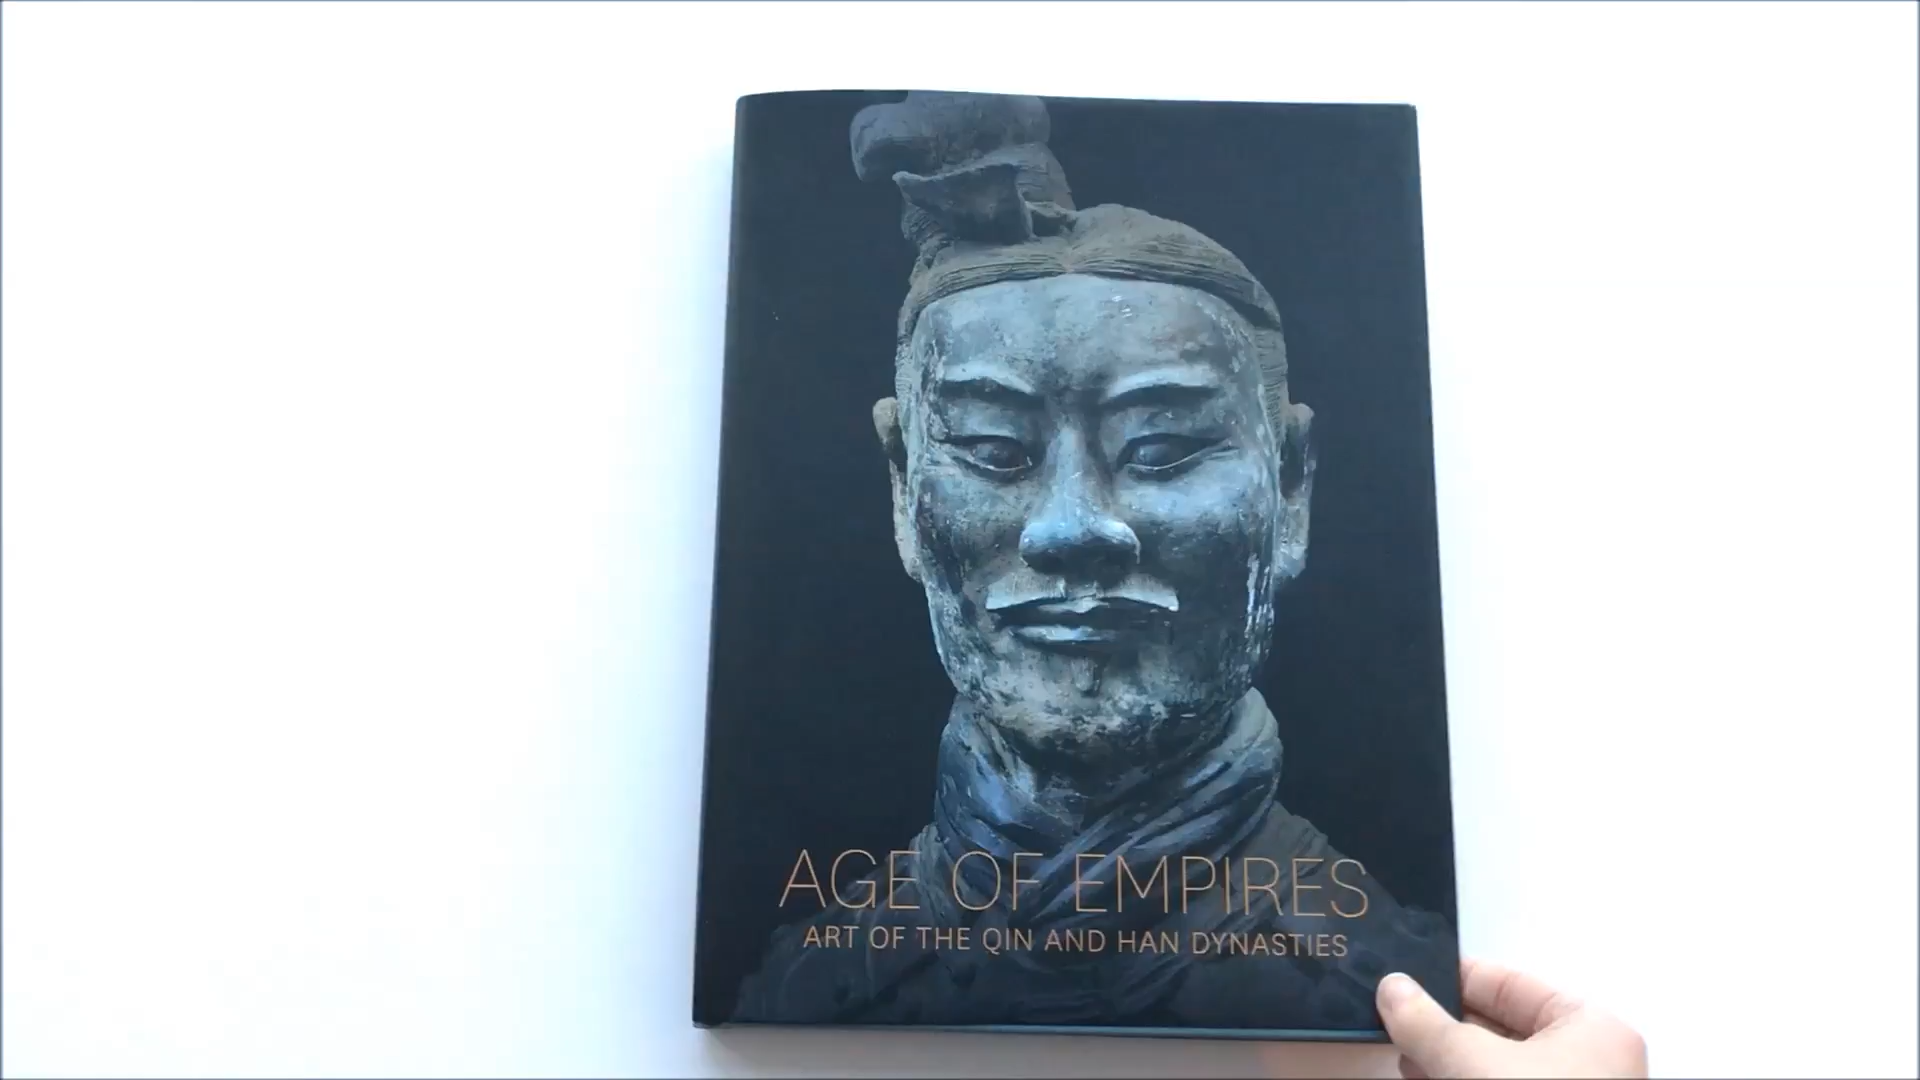 AGE OF EMPIRES
ART OF THE QIN AND HAN DYNASTIES